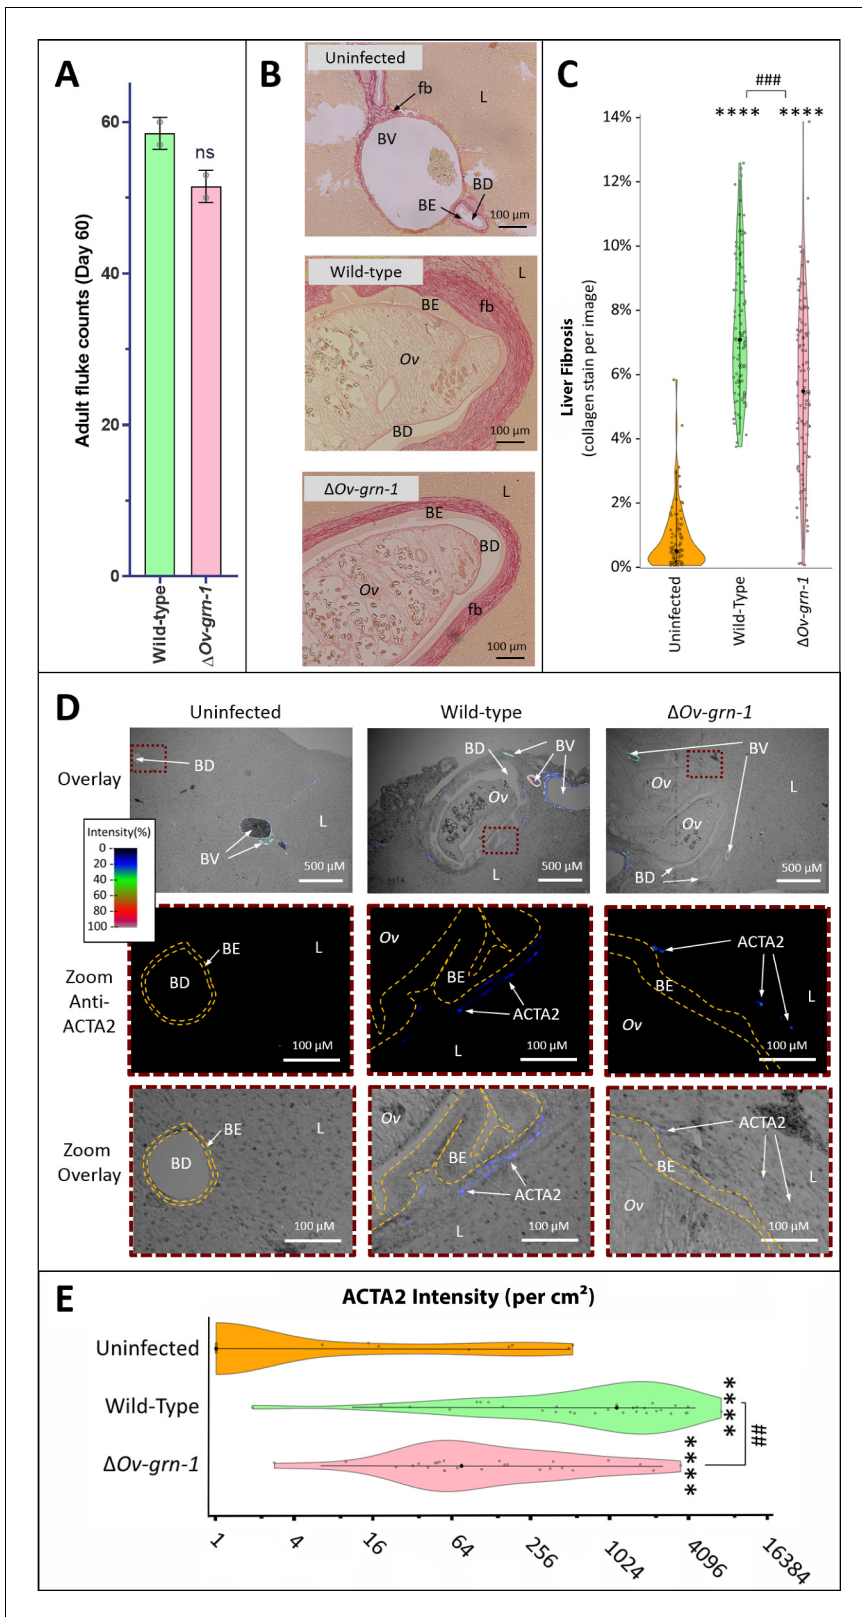 A
Adult fluke counts (Day 60)
60
40
20
0
ns
Wild-type
ΔOv-grn-1
B
Uninfected
fb
L
BV
BD
BE
100 µm
Wild-type
L
BE
fb
Ov
BD
100 µm
ΔOv-grn-1
L
BE
BD
Ov
fb
100 µm
C
###
**** ****
Liver Fibrosis
(collagen stain per image)
14%
12%
10%
8%
6%
4%
2%
0%
Uninfected
Wild-Type
ΔOv-grn-1
D
Uninfected
Wild-type
ΔOv-grn-1
Overlay
BD
L
BV
500 µM
BD
BV
Ov
L
500 µM
BV
Ov
L
Ov
BD
500 µM
Intensity(%)
0
20
40
60
80
100
Zoom
Anti-
ACTA2
BE
L
BD
100 µM
Ov
BE
ACTA2
L
100 µM
ACTA2
BE
L
Ov
100 µM
Zoom
Overlay
BE
L
BD
100 µM
Ov
BE
ACTA2
L
100 µM
ACTA2
BE
L
Ov
100 µM
E
ACTA2 Intensity (per cm²)
Uninfected
Wild-Type
****
##
ΔOv-grn-1
****
1
4
16
64
256
1024
4096
16384